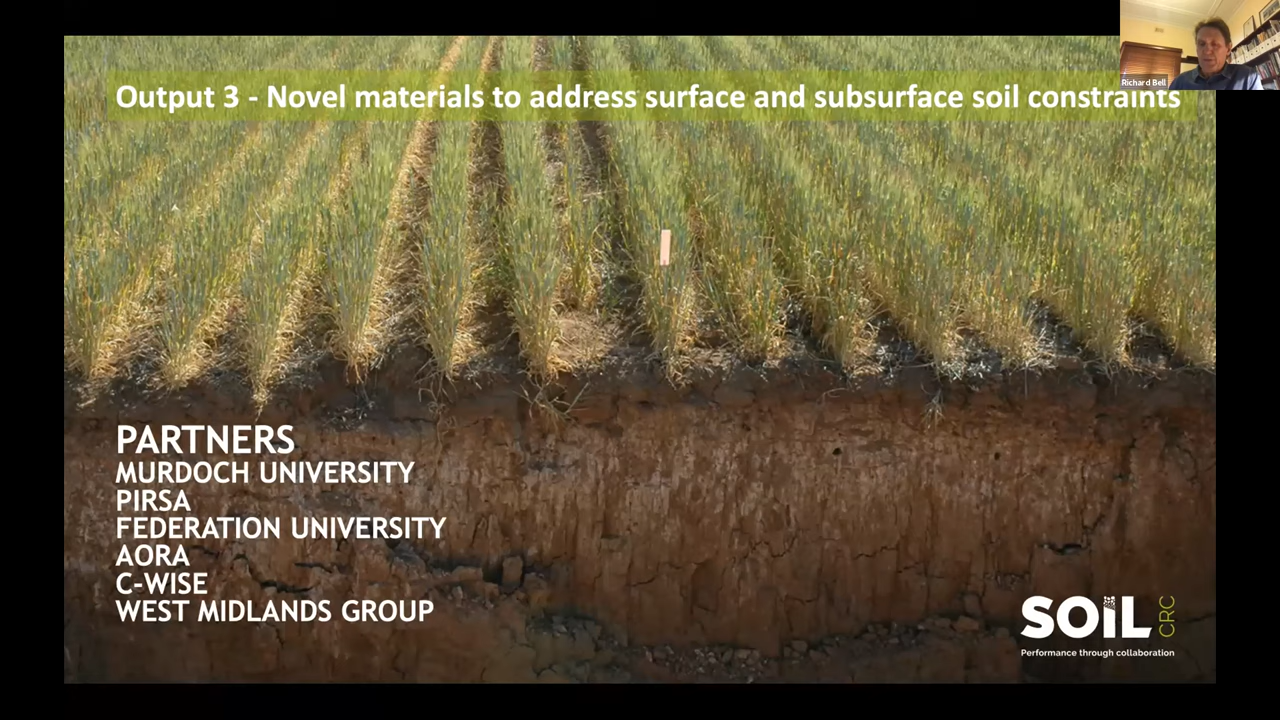 Richard Bell
Output 3 - Novel materials to address surface and subsurface soil constraints
PARTNERS
MURDOCH UNIVERSITY
PIRSA
FEDERATION UNIVERSITY
AORA
C-WISE
WEST MIDLANDS GROUP
SOIL CRC
Performance through collaboration